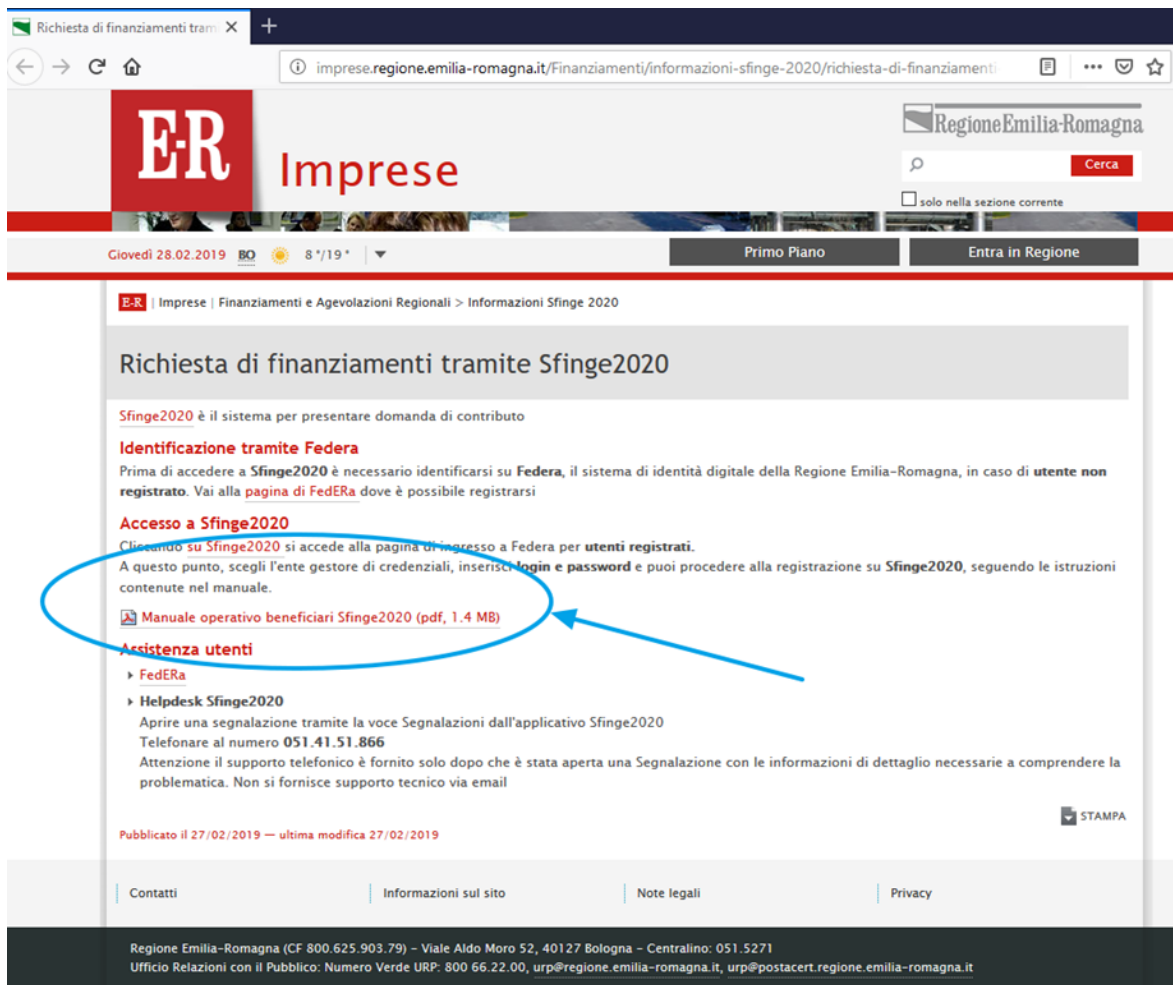 Richiesta di finanziamenti tram
imprese.regione.emilia-romagna.it/Finanziamenti/informazioni-sfinge-2020/richiesta-di-finanziamenti
E·R
Imprese
RegioneEmilia-Romagna
Cerca
solo nella sezione corrente
Giovedì 28.02.2019 BO 8°/19°
Primo Piano
Entra in Regione
E-R | Imprese | Finanziamenti e Agevolazioni Regionali > Informazioni Sfinge 2020
Richiesta di finanziamenti tramite Sfinge2020
Sfinge2020 è il sistema per presentare domanda di contributo
Identificazione tramite Federa
Prima di accedere a Sfinge2020 è necessario identificarsi su Federa, il sistema di identità digitale della Regione Emilia-Romagna, in caso di utente non
registrato. Vai alla pagina di FedERa dove è possibile registrarsi
Accesso a Sfinge2020
Cliccando su Sfinge2020 si accede alla pagina di ingresso a Federa per utenti registrati.
A questo punto, scegli l'ente gestore di credenziali, inserisci login e password e puoi procedere alla registrazione su Sfinge2020, seguendo le istruzioni
contenute nel manuale.
Manuale operativo beneficiari Sfinge2020 (pdf, 1.4 MB)
Assistenza utenti
FedERa
Helpdesk Sfinge2020
Aprire una segnalazione tramite la voce Segnalazioni dall'applicativo Sfinge2020
Telefonare al numero 051.41.51.866
Attenzione il supporto telefonico è fornito solo dopo che è stata aperta una Segnalazione con le informazioni di dettaglio necessarie a comprendere la
problematica. Non si fornisce supporto tecnico via email
STAMPA
Pubblicato il 27/02/2019 — ultima modifica 27/02/2019
Contatti
Informazioni sul sito
Note legali
Privacy
Regione Emilia-Romagna (CF 800.625.903.79) - Viale Aldo Moro 52, 40127 Bologna - Centralino: 051.5271
Ufficio Relazioni con il Pubblico: Numero Verde URP: 800 66.22.00, urp@regione.emilia-romagna.it, urp@postacert.regione.emilia-romagna.it